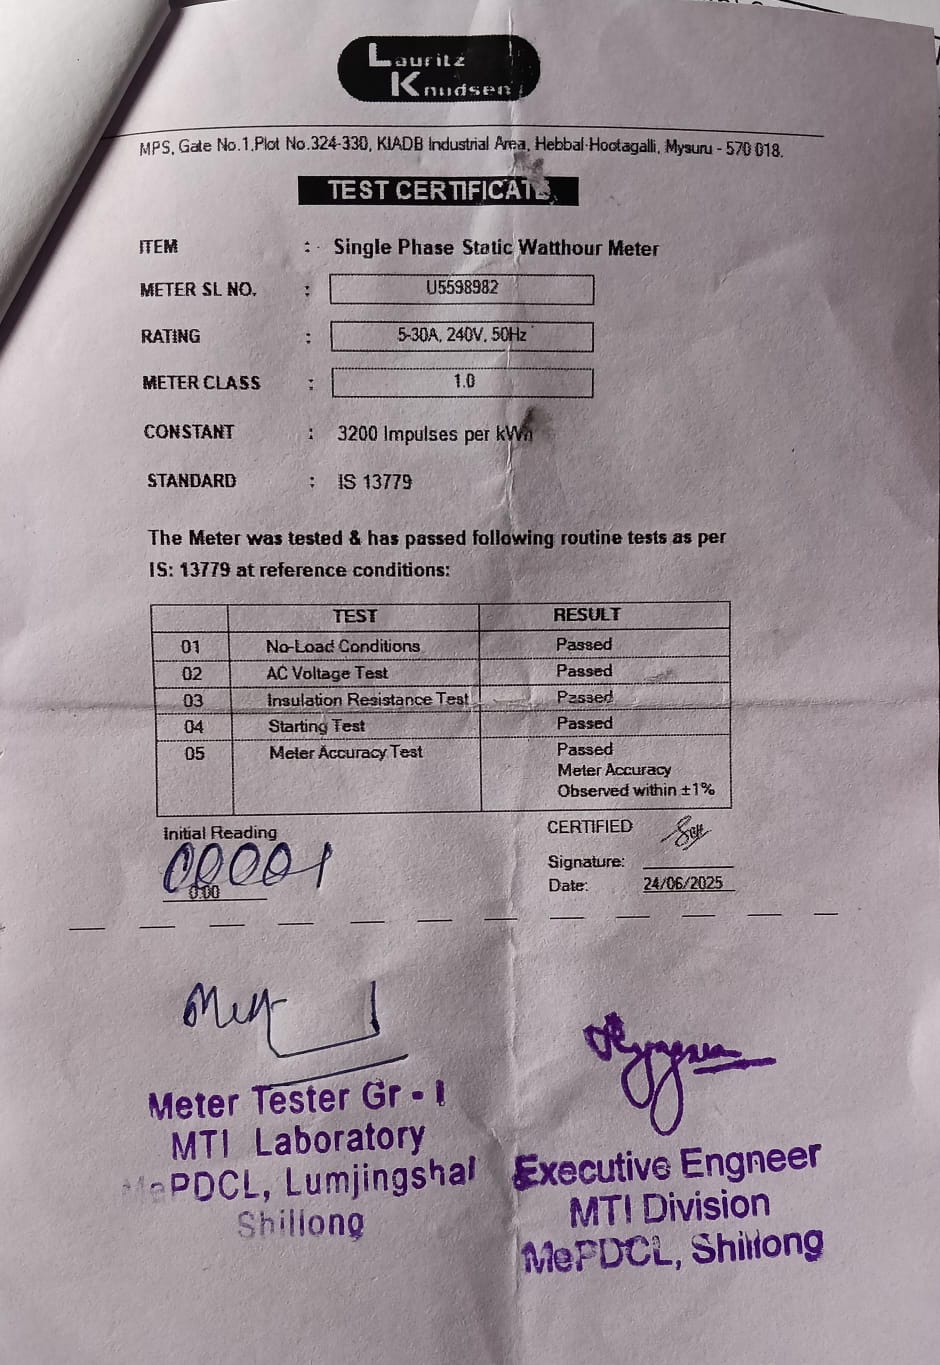 Lauritz
Knudsen
MPS, Gate No.1,Plot No.324-330, KIADB Industrial Area, Hebbal-Hootagalli, Mysuru - 570 018.
TEST CERTIFICATE
ITEM : Single Phase Static Watthour Meter
METER SL NO. : U5598982
RATING : 5-30A, 240V, 50Hz
METER CLASS : 1.0
CONSTANT : 3200 Impulses per kWh
STANDARD : IS 13779
The Meter was tested & has passed following routine tests as per
IS: 13779 at reference conditions:
TEST RESULT
01 No-Load Conditions Passed
02 AC Voltage Test Passed
03 Insulation Resistance Test Passed
04 Starting Test Passed
05 Meter Accuracy Test Passed
Meter Accuracy
Observed within ±1%
Initial Reading
00001
0.00
CERTIFIED
Signature:
Date: 24/06/2025
Meter Tester Gr - I
MTI Laboratory
MePDCL, Lumjingshai
Shillong
Executive Engneer
MTI Division
MePDCL, Shillong